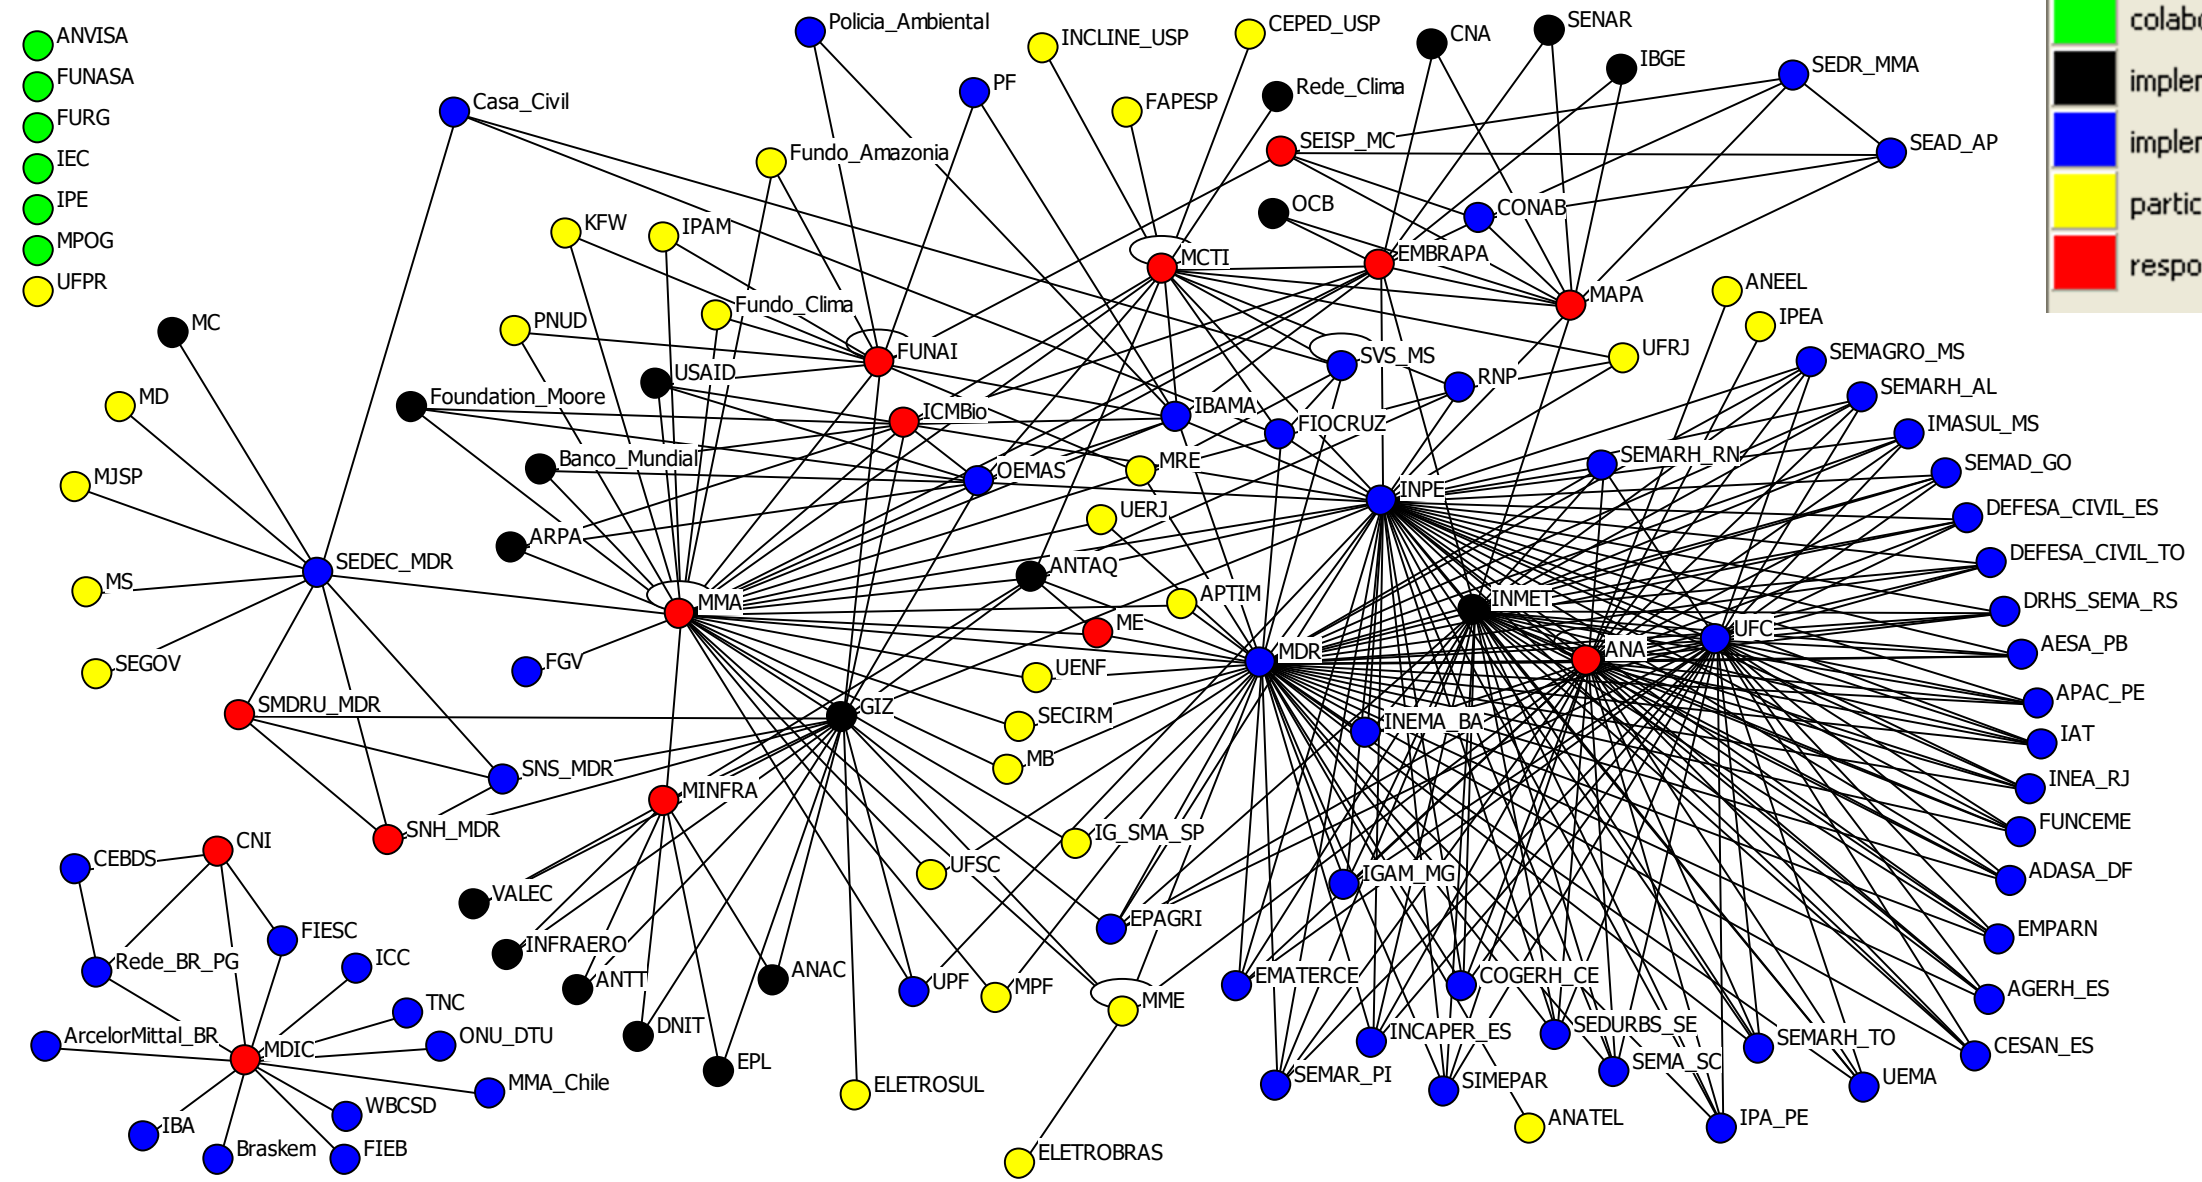 ANVISA
FUNASA
FURG
IEC
IPE
MPOG
UFPR
Policia_Ambiental
INCLINE_USP
CEPED_USP
CNA
SENAR
IBGE
SEDR_MMA
colab
imple
imple
partic
respo
Casa_Civil
PF
FAPESP
Rede_Clima
SEISP_MC
SEAD_AP
Fundo_Amazonia
KFW
IPAM
OCB
CONAB
MCTI
EMBRAPA
MAPA
ANEEL
IPEA
MC
PNUD
Fundo_Clima
FUNAI
SVS_MS
UFRJ
SEMAGRO_MS
MD
Foundation_Moore
USAID
ICMBio
IBAMA
FIOCRUZ
RNP
SEMARH_AL
IMASUL_MS
MJSP
Banco_Mundial
OEMAS
MRE
INPE
SEMARH_RN
SEMAD_GO
DEFESA_CIVIL_ES
ARPA
UERJ
SEDEC_MDR
MS
MMA
ANTAQ
APTIM
INMET
DEFESA_CIVIL_TO
DRHS_SEMA_RS
ME
MDR
ANA
UFC
AESA_PB
SEGOV
FGV
UENF
SMDRU_MDR
GIZ
SECIRM
INEMA_BA
APAC_PE
IAT
SNS_MDR
MB
INEA_RJ
MINFRA
SNH_MDR
IG_SMA_SP
FUNCEME
CNI
CEBDS
UFSC
IGAM_MG
ADASA_DF
VALEC
EPAGRI
FIESC
INFRAERO
EMPARN
Rede_BR_PG
ICC
ANTT
ANAC
UPF
MPF
MME
EMATERCE
COGERH_CE
AGERH_ES
TNC
DNIT
ArcelorMittal_BR
ONU_DTU
MDIC
EPL
INCAPER_ES
SEDURBS_SE
SEMARH_TO
CESAN_ES
MMA_Chile
ELETROSUL
SEMAR_PI
SIMEPAR
SEMA_SC
UEMA
WBCSD
IBA
ANATEL
IPA_PE
Braskem
FIEB
ELETROBRAS